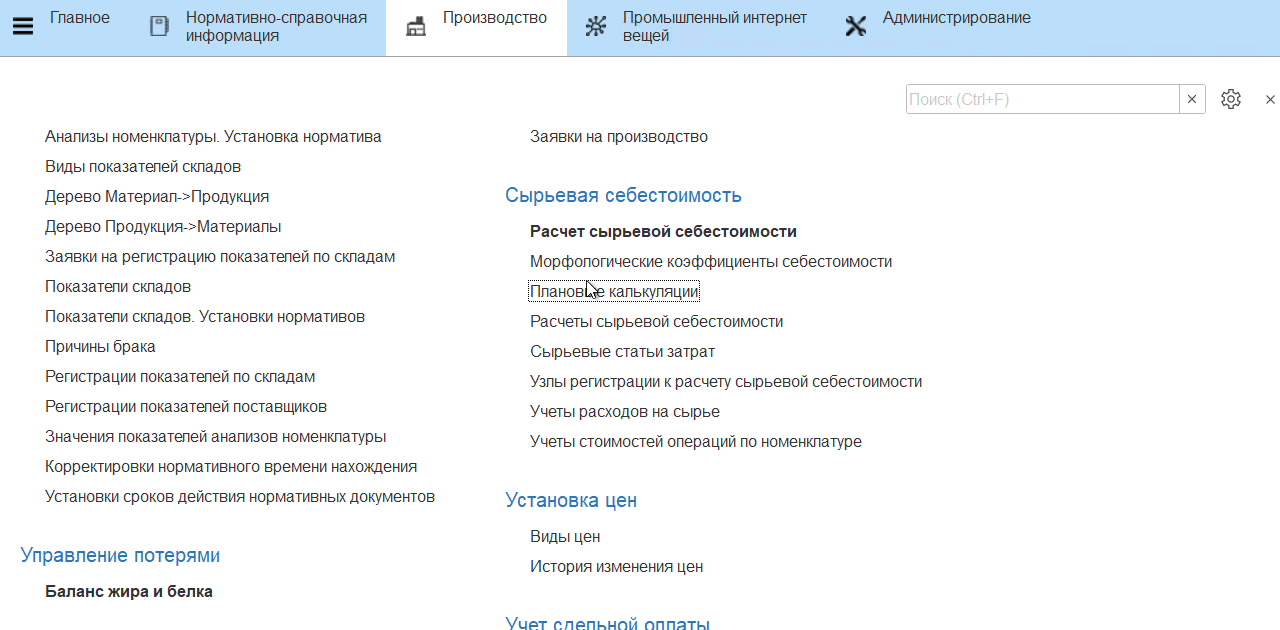 Главное
Нормативно-справочная
информация
Производство
Промышленный интернет
вещей
Администрирование
Поиск (Ctrl+F)
Анализы номенклатуры. Установка норматива
Виды показателей складов
Дерево Материал->Продукция
Дерево Продукция->Материалы
Заявки на регистрацию показателей по складам
Показатели складов
Показатели складов. Установки нормативов
Причины брака
Регистрации показателей по складам
Регистрации показателей поставщиков
Значения показателей анализов номенклатуры
Корректировки нормативного времени нахождения
Установки сроков действия нормативных документов
Управление потерями
Баланс жира и белка
Заявки на производство
Сырьевая себестоимость
Расчет сырьевой себестоимости
Морфологические коэффициенты себестоимости
Плановые калькуляции
Расчеты сырьевой себестоимости
Сырьевые статьи затрат
Узлы регистрации к расчету сырьевой себестоимости
Учеты расходов на сырье
Учеты стоимостей операций по номенклатуре
Установка цен
Виды цен
История изменения цен
Учет сдельной оплаты